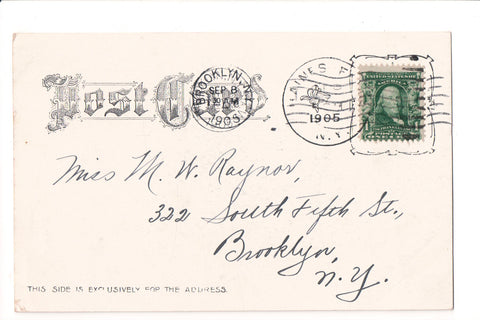 Post Card
BROOKLYN, N.Y.
SEP 8
1905
1905
N.Y.
Miss M. W. Raynor,
322 South Fifth St.,
Brooklyn,
N.Y.
THIS SIDE IS EXCLUSIVELY FOR THE ADDRESS.